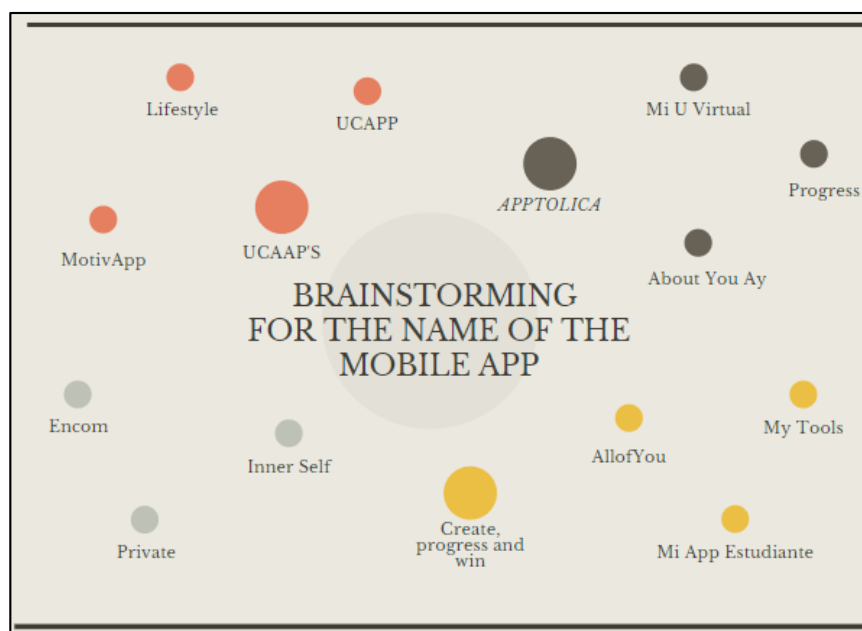 Lifestyle
UCAPP
Mi U Virtual
APPTOLICA
Progress
MotivApp
UCAAP'S
About You Ay
BRAINSTORMING
FOR THE NAME OF THE
MOBILE APP
Encom
Inner Self
AllofYou
My Tools
Private
Create,
progress and
win
Mi App Estudiante